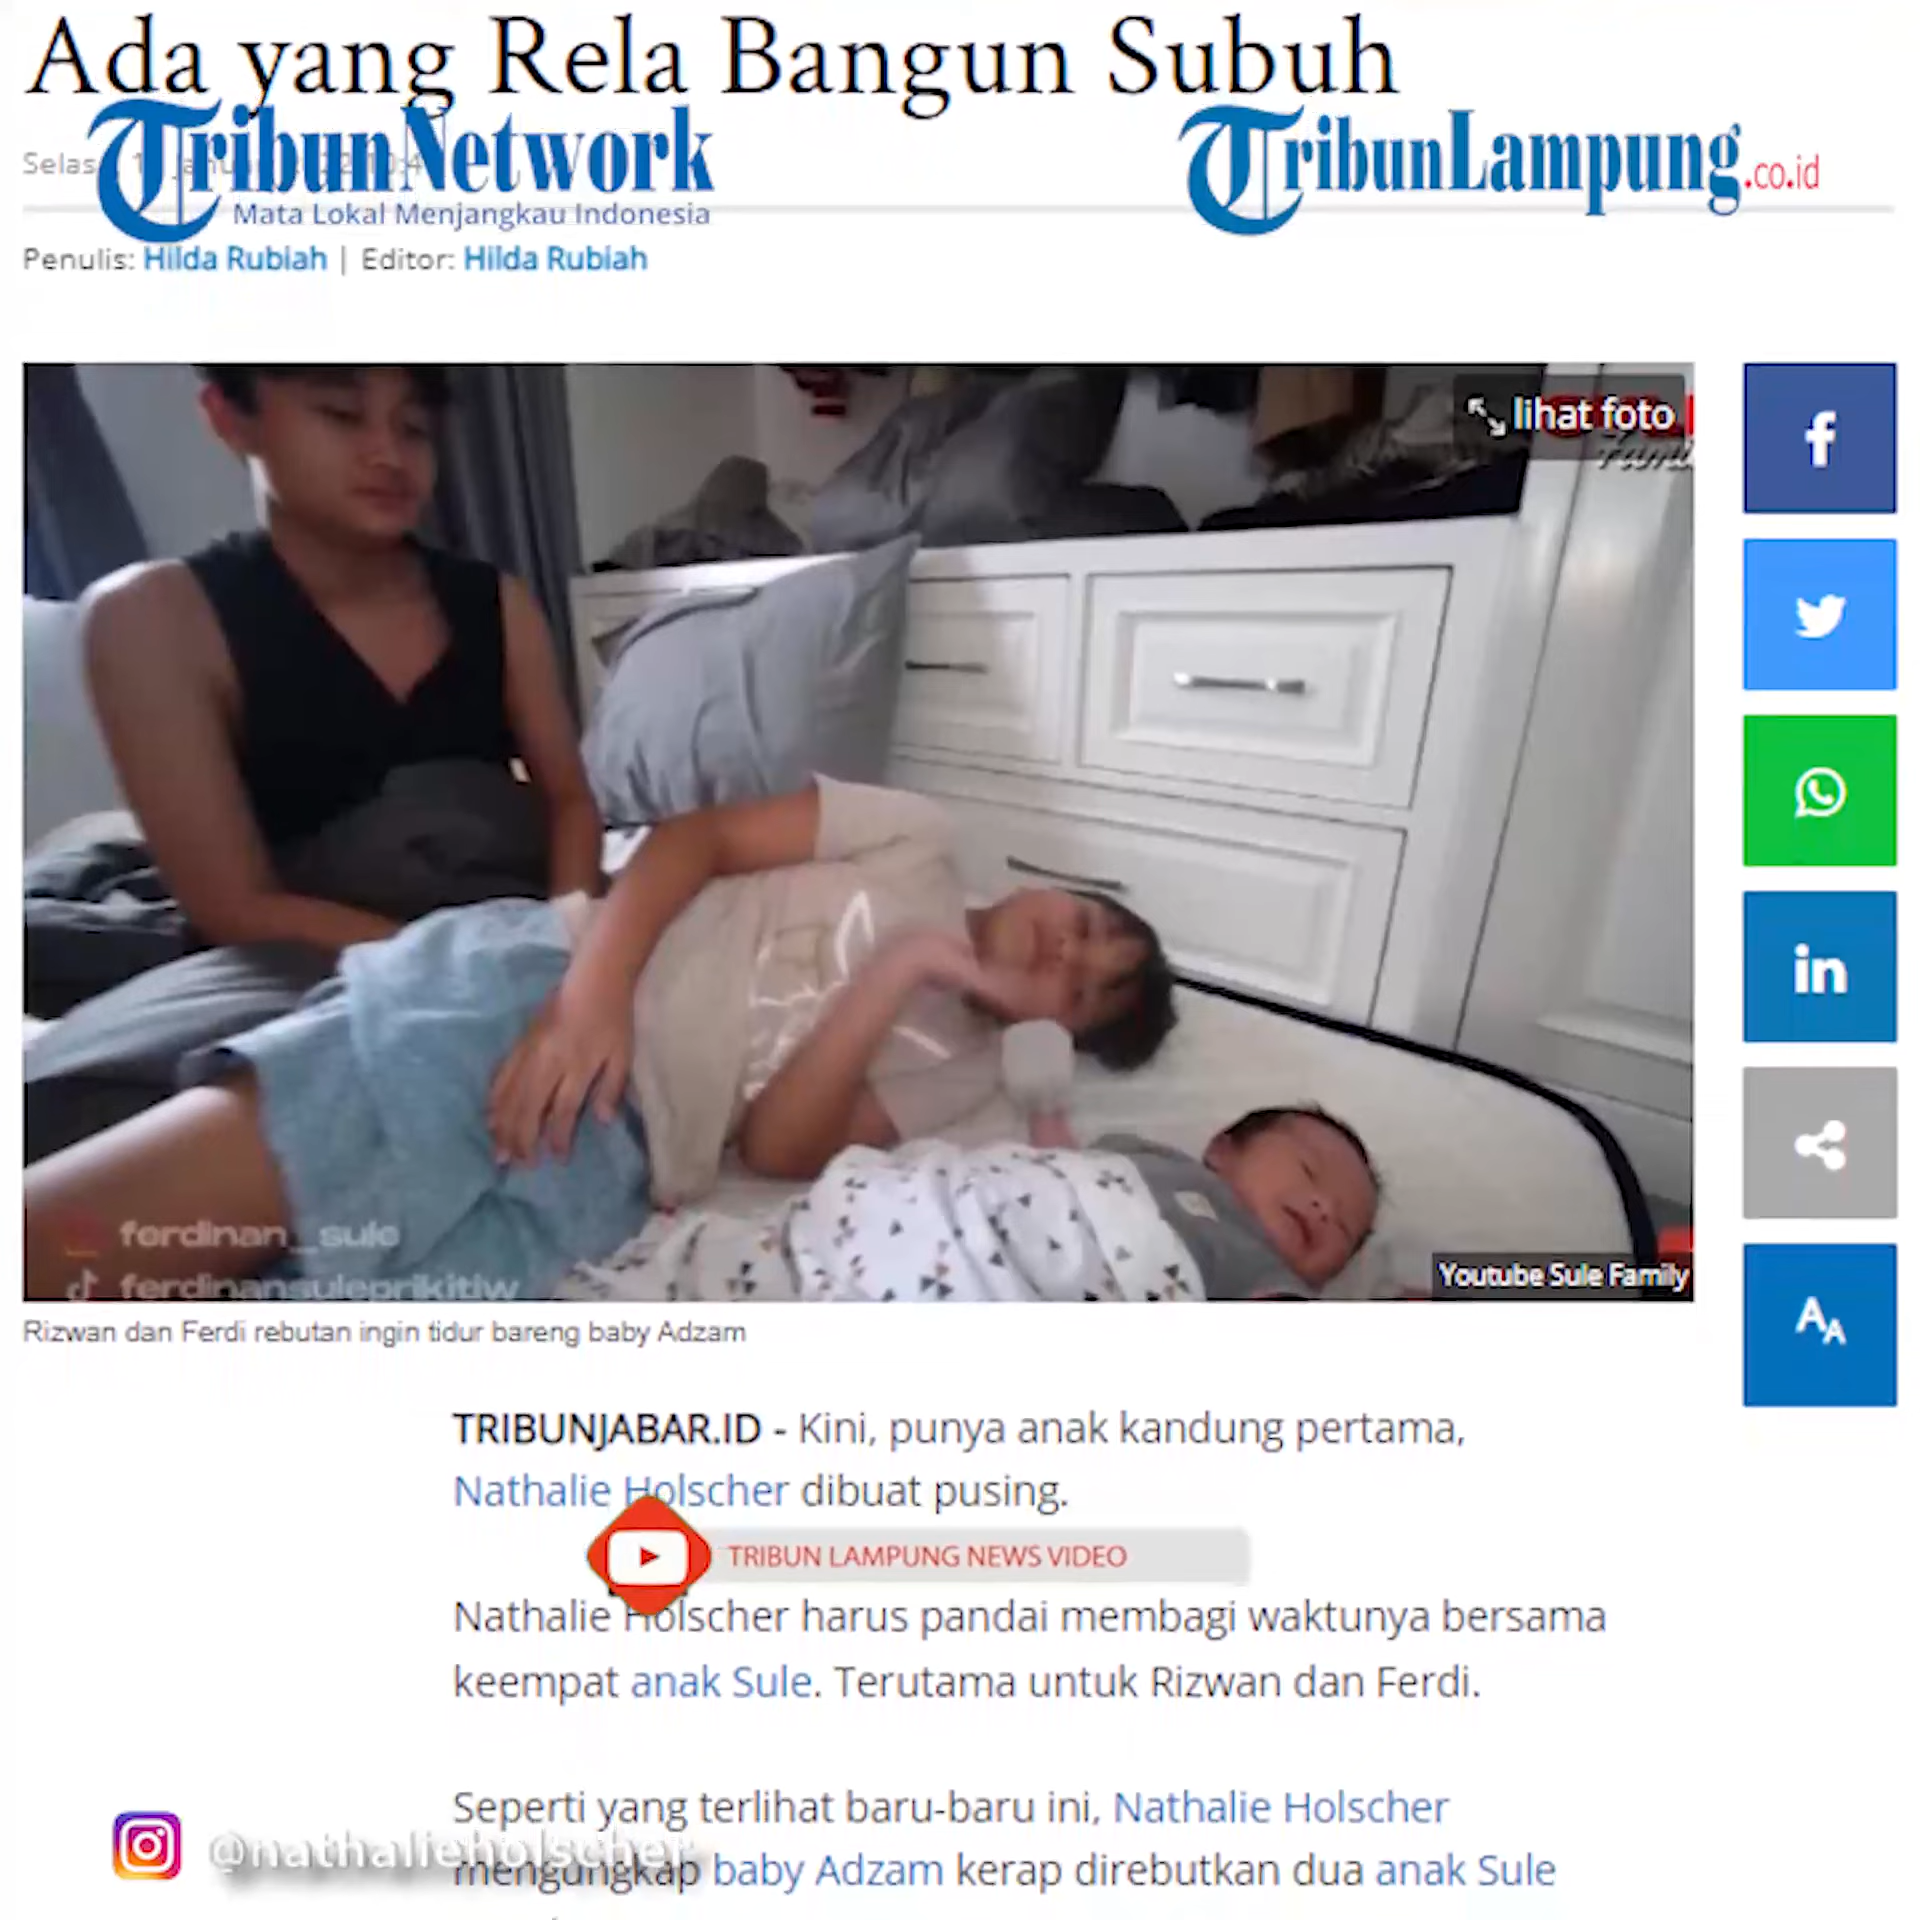 Ada yang Rela Bangun Subuh
TribunNetwork
Mata Lokal Menjangkau Indonesia
TribunLampung.co.id
Penulis: Hilda Rubiah | Editor: Hilda Rubiah
lihat foto
ferdinan_sule
ferdinansuleprikitiw
Youtube Sule Family
Rizwan dan Ferdi rebutan ingin tidur bareng baby Adzam
TRIBUNJABAR.ID - Kini, punya anak kandung pertama,
Nathalie Holscher dibuat pusing.
TRIBUN LAMPUNG NEWS VIDEO
Nathalie Holscher harus pandai membagi waktunya bersama
keempat anak Sule. Terutama untuk Rizwan dan Ferdi.
Seperti yang terlihat baru-baru ini, Nathalie Holscher
@nathalieholscher
mengungkap baby Adzam kerap direbutkan dua anak Sule